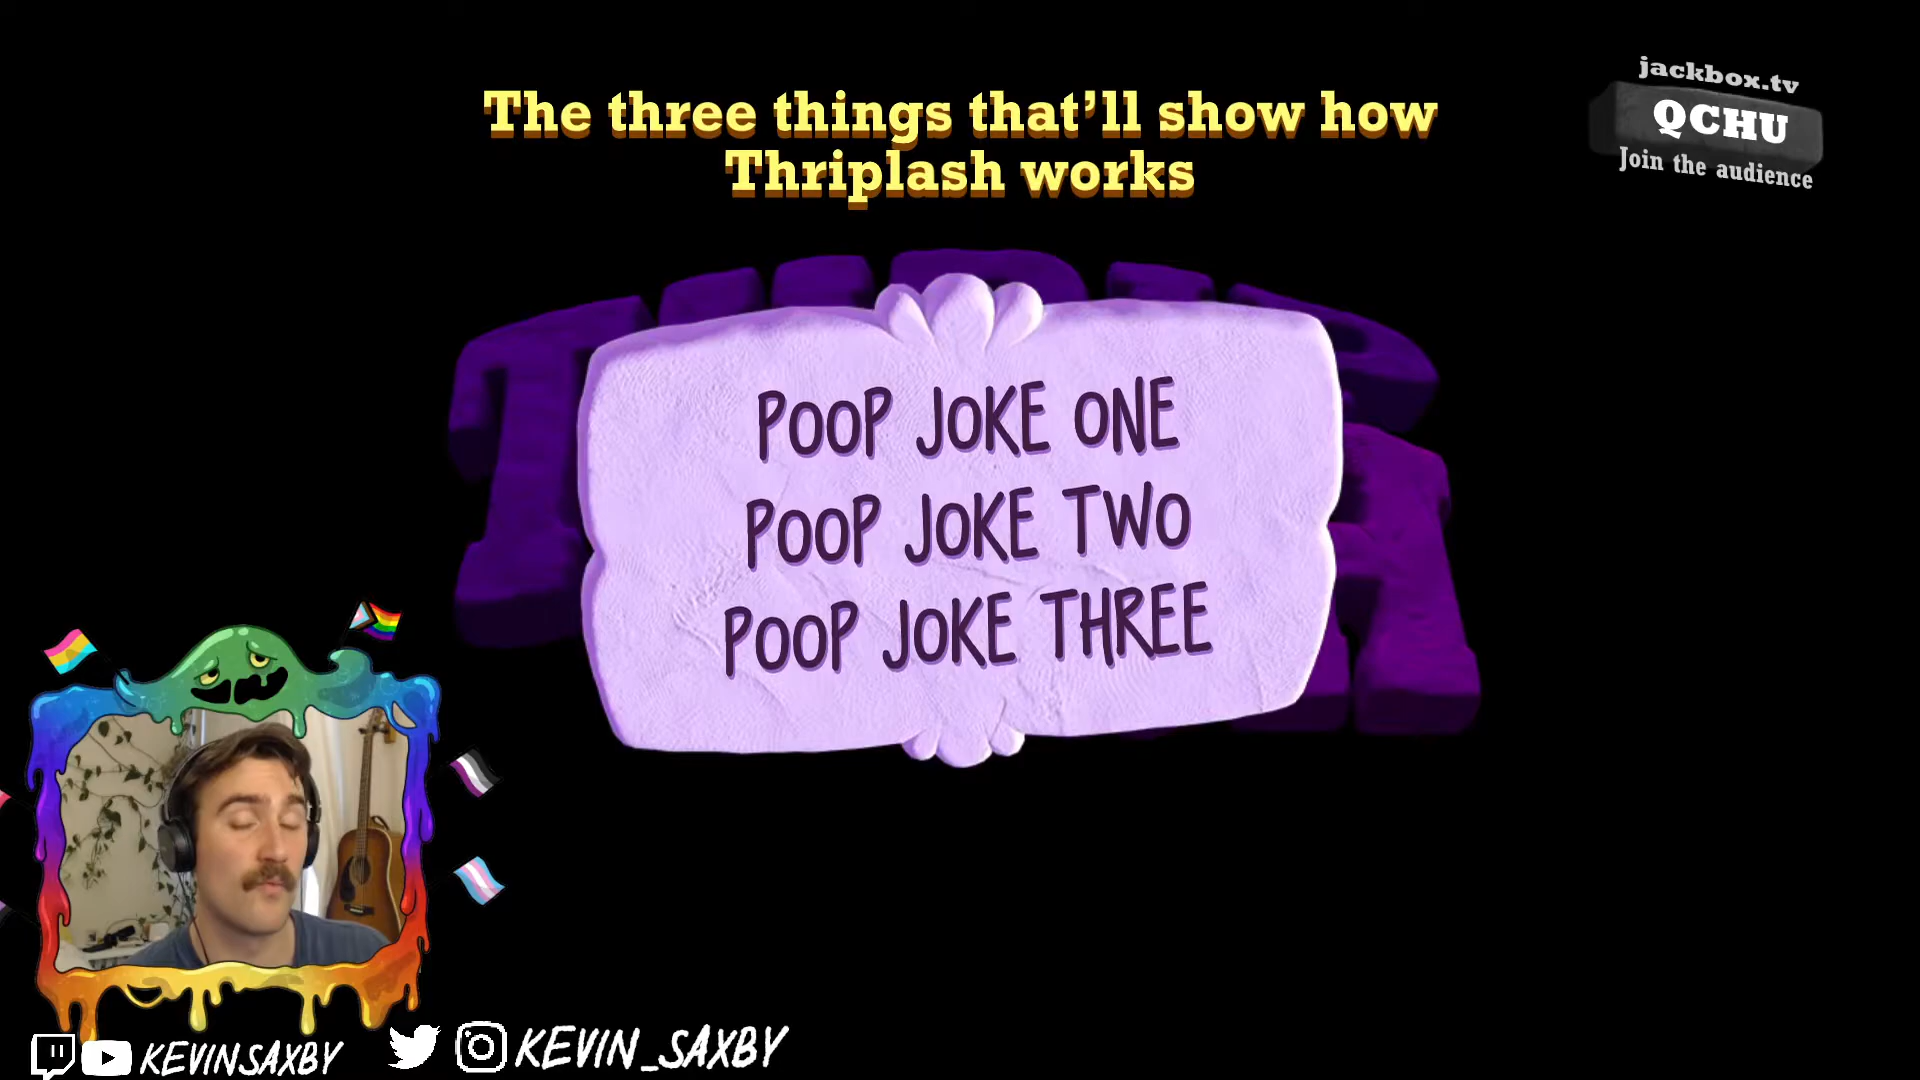 The three things that'll show how
Thriplash works
jackbox.tv
QCHU
Join the audience
POOP JOKE ONE
POOP JOKE TWO
POOP JOKE THREE
KEVINSAXBY
KEVIN_SAXBY